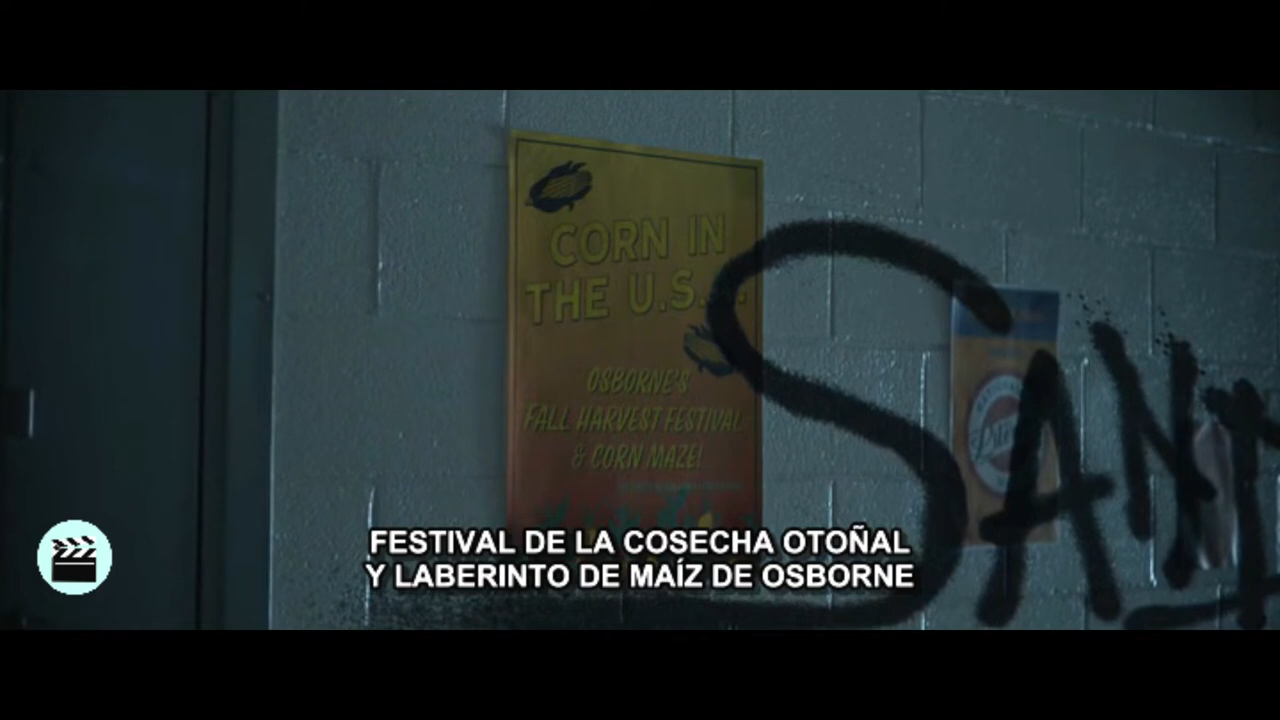 CORN IN
THE U.S.
OSBORNE'S
FALL HARVEST FESTIVAL
& CORN MAZE!
SAN
FESTIVAL DE LA COSECHA OTOÑAL
Y LABERINTO DE MAÍZ DE OSBORNE